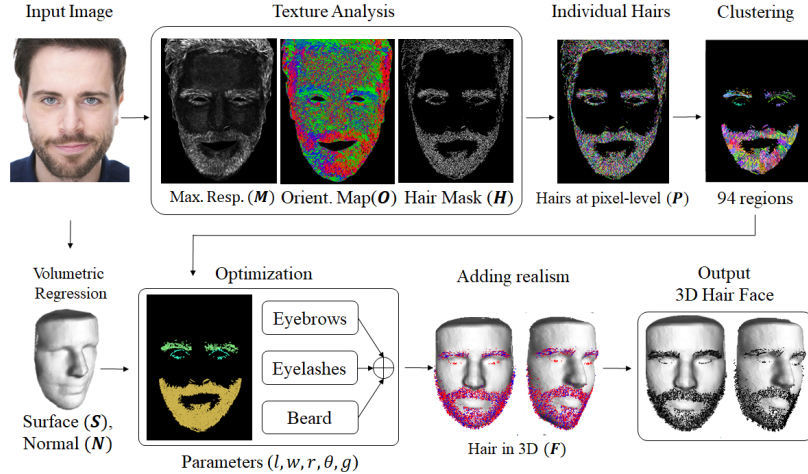 Input Image
Texture Analysis
Individual Hairs
Clustering
Max. Resp. (M)
Orient. Map(O)
Hair Mask (H)
Hairs at pixel-level (P)
94 regions
Volumetric
Regression
Optimization
Adding realism
Output
3D Hair Face
Eyebrows
Eyelashes
Beard
Surface (S),
Normal (N)
Hair in 3D (F)
Parameters (l, w, r, θ, g)